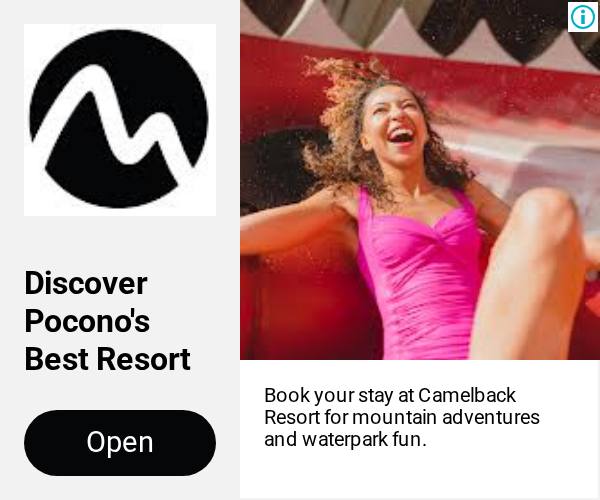 Discover
Pocono's
Best Resort
Open
Book your stay at Camelback
Resort for mountain adventures
and waterpark fun.